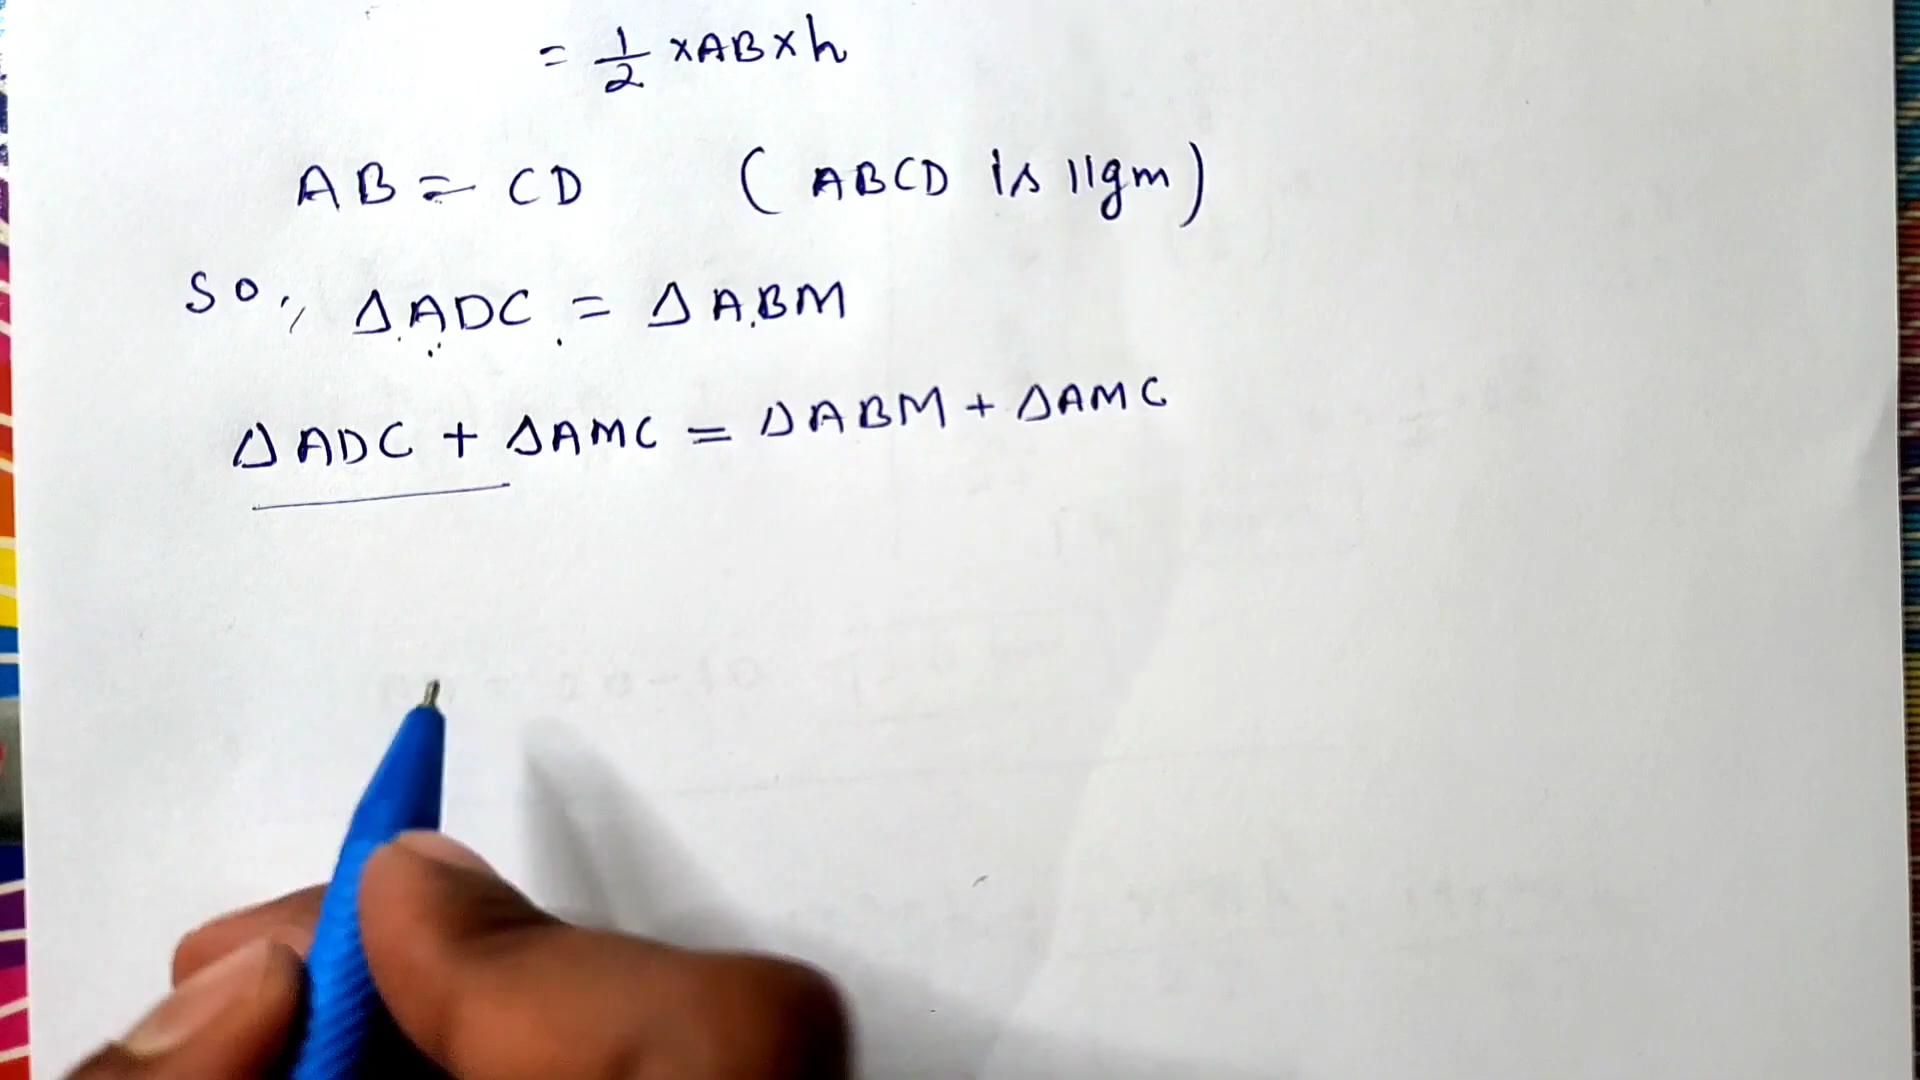 = 1/2 × AB × h
AB = CD ( ABCD is ||gm )
So, ΔADC = ΔABM
ΔADC + ΔAMC = ΔABM + ΔAMC